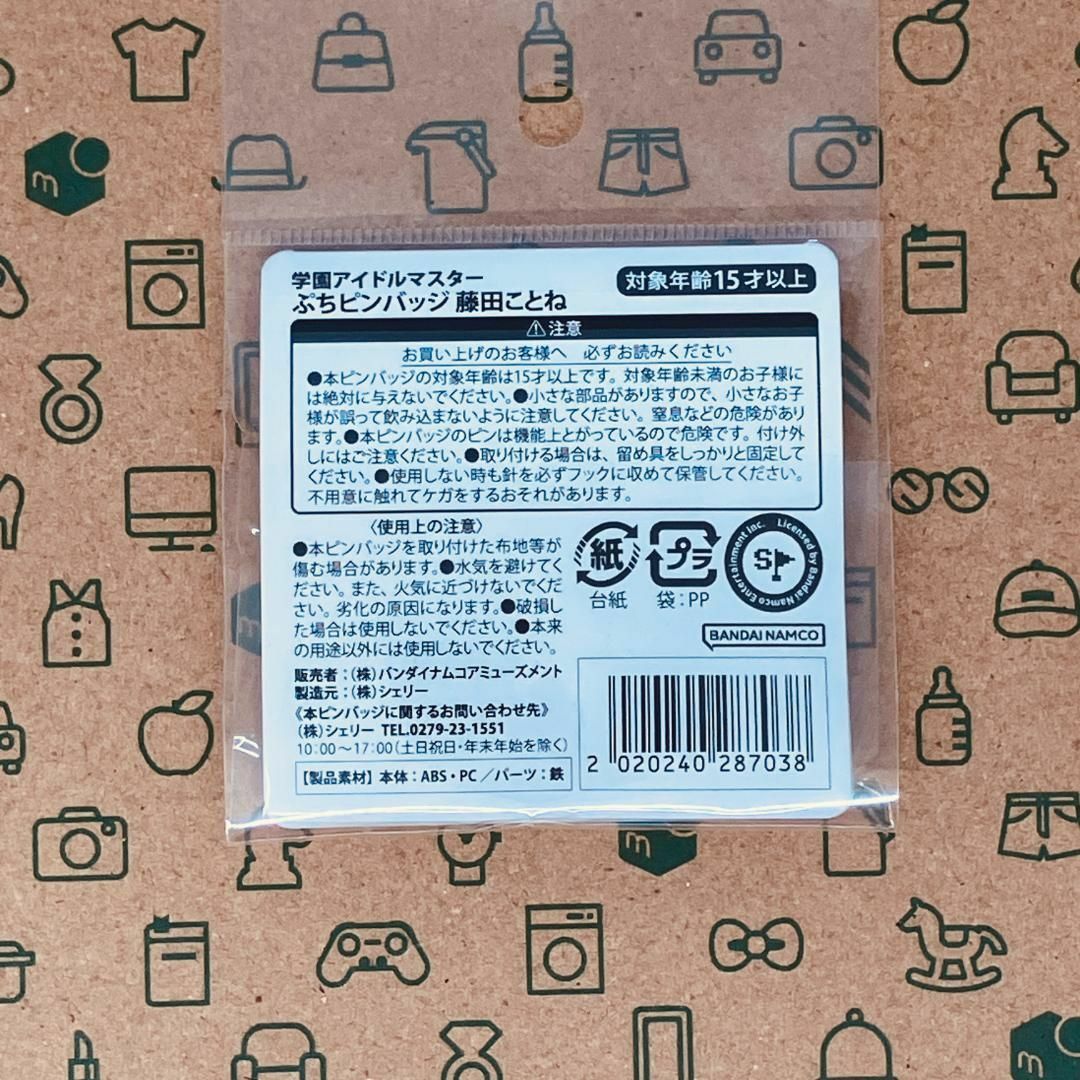 学園アイドルマスター
ぷちピンバッジ 藤田ことね
対象年齢15才以上
⚠注意
お買い上げのお客様へ 必ずお読みください
●本ピンバッジの対象年齢は15才以上です。対象年齢未満のお子様に
は絶対に与えないでください。●小さな部品がありますので、小さなお子
様が誤って飲み込まないように注意してください。窒息などの危険があり
ます。●本ピンバッジのピンは機能上とがっているので危険です。付け外
しにはご注意ください。●取り付ける場合は、留め具をしっかりと固定して
ください。●使用しない時も針を必ずフックに収めて保管してください。
不用意に触れてケガをするおそれがあります。
〈使用上の注意〉
●本ピンバッジを取り付けた布地等が
傷む場合があります。●水気を避けてく
ださい。また、火気に近づけないでくだ
さい。劣化の原因になります。●破損し
た場合は使用しないでください。●本来
の用途以外には使用しないでください。
紙
台紙
プラ
袋:PP
Licensed by Bandai Namco Entertainment Inc.
S
BANDAI NAMCO
販売者:(株)バンダイナムコアミューズメント
製造元:(株)シェリー
《本ピンバッジに関するお問い合わせ先》
(株)シェリー TEL.0279-23-1551
10:00〜17:00(土日祝日・年末年始を除く)
【製品素材】本体:ABS・PC/パーツ:鉄
2 020240 287038
m
m
m